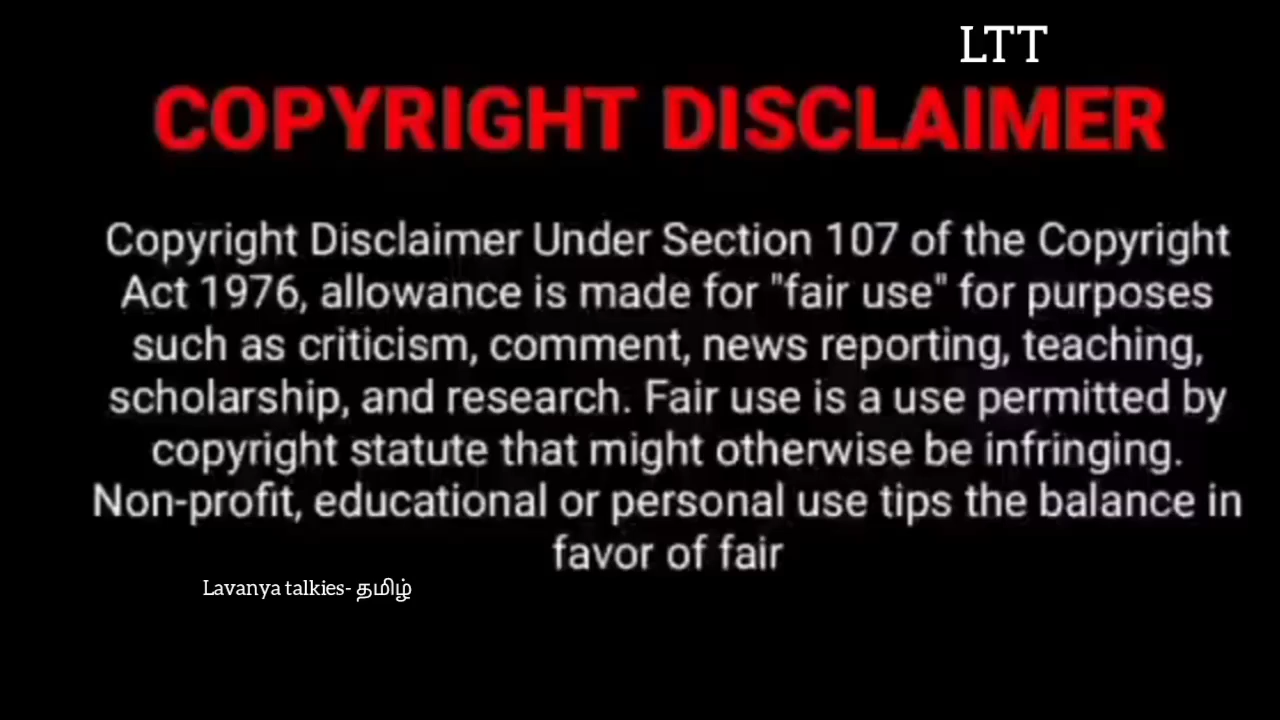 LTT
COPYRIGHT DISCLAIMER
Copyright Disclaimer Under Section 107 of the Copyright
Act 1976, allowance is made for "fair use" for purposes
such as criticism, comment, news reporting, teaching,
scholarship, and research. Fair use is a use permitted by
copyright statute that might otherwise be infringing.
Non-profit, educational or personal use tips the balance in
favor of fair
Lavanya talkies- தமிழ்